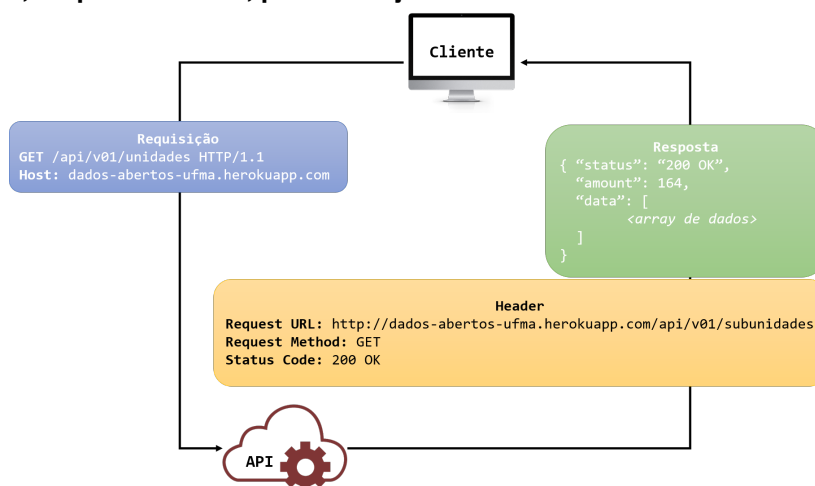 Cliente
Requisição
GET /api/v01/unidades HTTP/1.1
Host: dados-abertos-ufma.herokuapp.com
Resposta
{ “status”: “200 OK”,
“amount”: 164,
“data”: [
<array de dados>
]
}
Header
Request URL: http://dados-abertos-ufma.herokuapp.com/api/v01/subunidades
Request Method: GET
Status Code: 200 OK
API